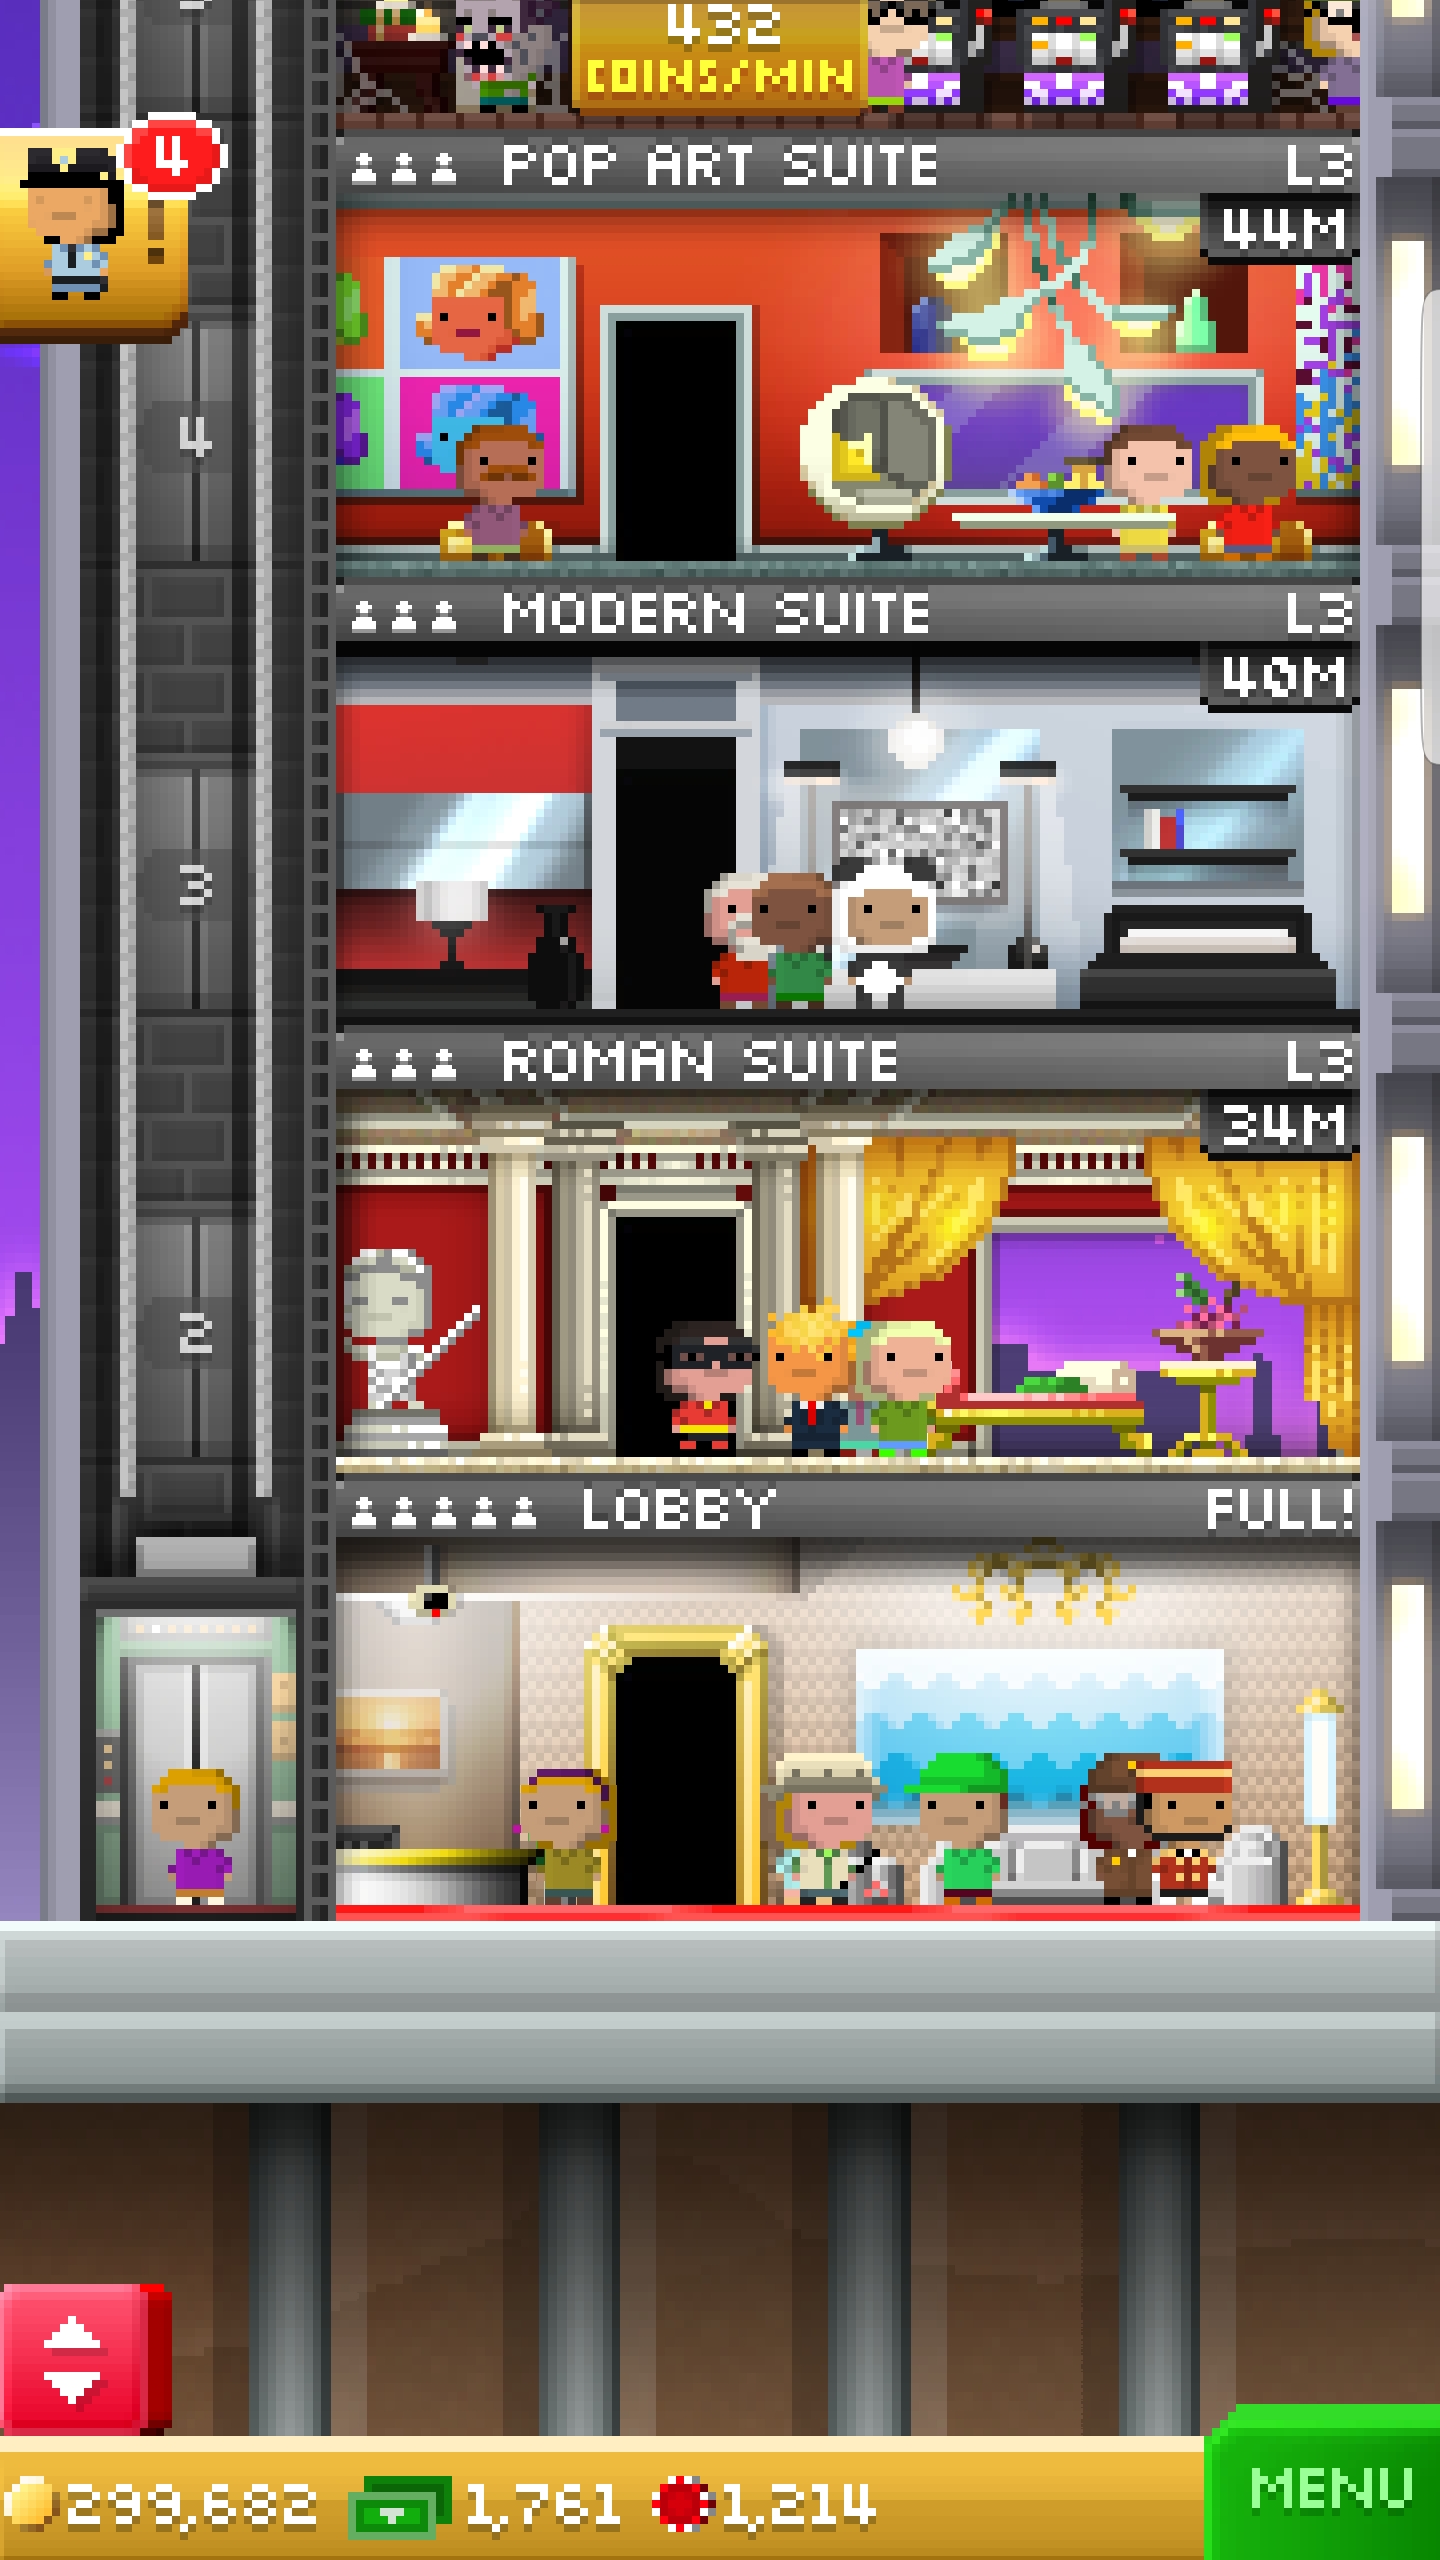 432
COINS/MIN
4
!
POP ART SUITE L3
44M
4
MODERN SUITE L3
40M
3
ROMAN SUITE L3
34M
2
LOBBY FULL!
299,682 1,761 1,214
MENU